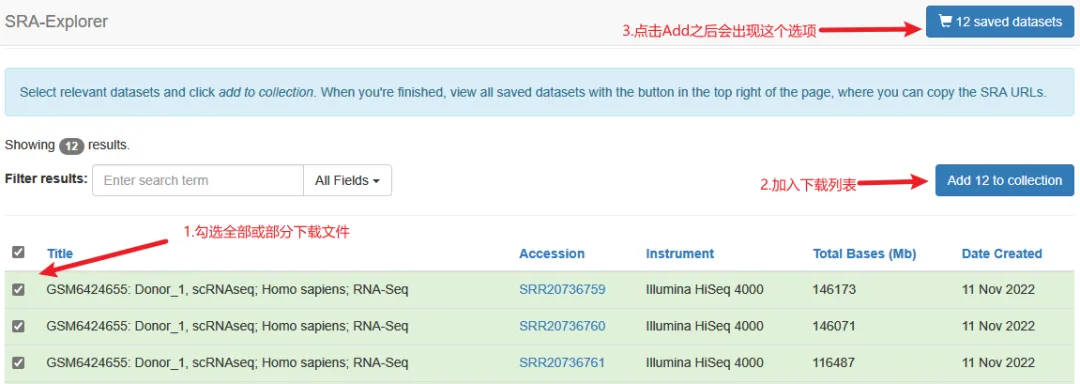 SRA-Explorer
12 saved datasets
3.点击Add之后会出现这个选项
Select relevant datasets and click add to collection. When you're finished, view all saved datasets with the button in the top right of the page, where you can copy the SRA URLs.
Showing 12 results.
Filter results: Enter search term All Fields
2.加入下载列表
Add 12 to collection
1.勾选全部或部分下载文件
Title Accession Instrument Total Bases (Mb) Date Created
GSM6424655: Donor_1, scRNAseq; Homo sapiens; RNA-Seq SRR20736759 Illumina HiSeq 4000 146173 11 Nov 2022
GSM6424655: Donor_1, scRNAseq; Homo sapiens; RNA-Seq SRR20736760 Illumina HiSeq 4000 146071 11 Nov 2022
GSM6424655: Donor_1, scRNAseq; Homo sapiens; RNA-Seq SRR20736761 Illumina HiSeq 4000 116487 11 Nov 2022